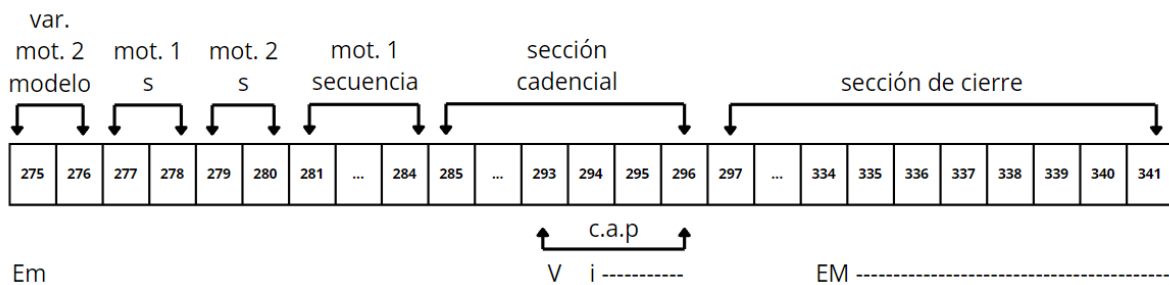 var.
mot. 2 mot. 1 mot. 2 mot. 1 sección
modelo s s secuencia cadencial sección de cierre
275 276 277 278 279 280 281 ... 284 285 ... 293 294 295 296 297 ... 334 335 336 337 338 339 340 341
c.a.p
Em V i ----------- EM ---------------------------------------